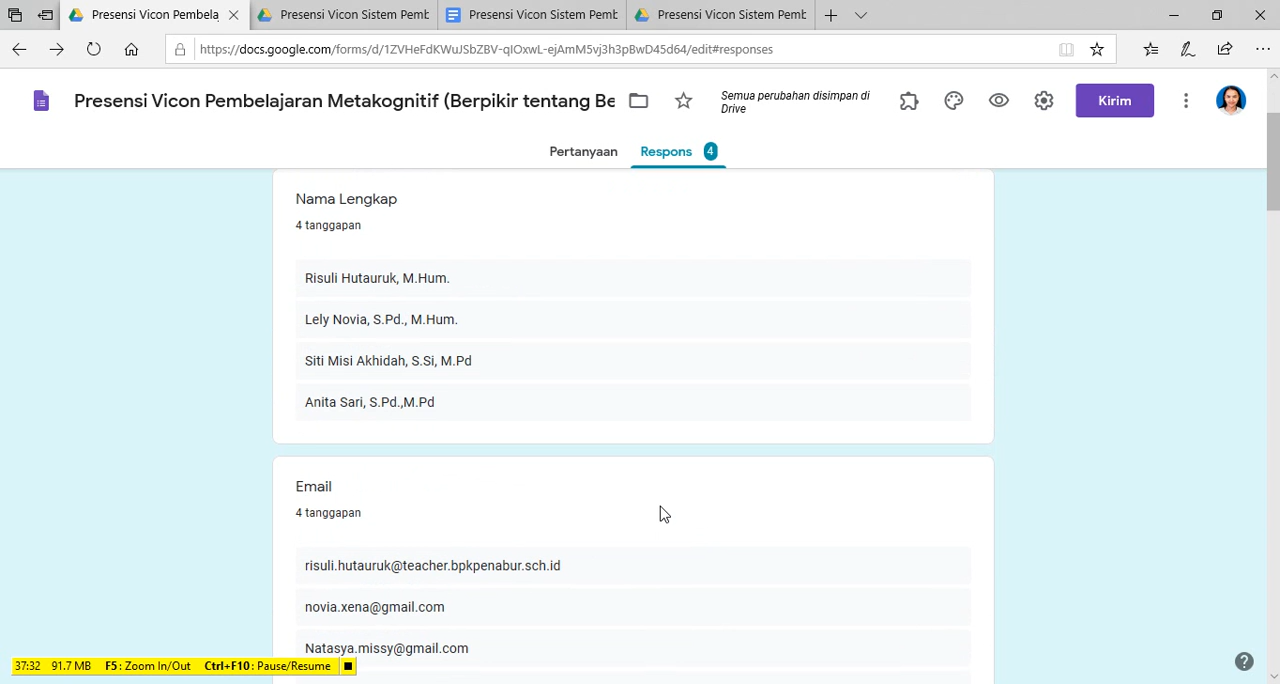 Presensi Vicon Pembelaj
Presensi Vicon Sistem Pemb
Presensi Vicon Sistem Pemb
Presensi Vicon Sistem Pemb
https://docs.google.com/forms/d/1ZVHeFdKWuJSbZBV-qIOxwL-ejAmM5vj3h3pBwD45d64/edit#responses
Presensi Vicon Pembelajaran Metakognitif (Berpikir tentang Be
Semua perubahan disimpan di
Drive
Kirim
Pertanyaan
Respons 4
Nama Lengkap
4 tanggapan
Risuli Hutauruk, M.Hum.
Lely Novia, S.Pd., M.Hum.
Siti Misi Akhidah, S.Si, M.Pd
Anita Sari, S.Pd.,M.Pd
Email
4 tanggapan
risuli.hutauruk@teacher.bpkpenabur.sch.id
novia.xena@gmail.com
Natasya.missy@gmail.com
37:32 91.7 MB F5: Zoom In/Out Ctrl+F10: Pause/Resume